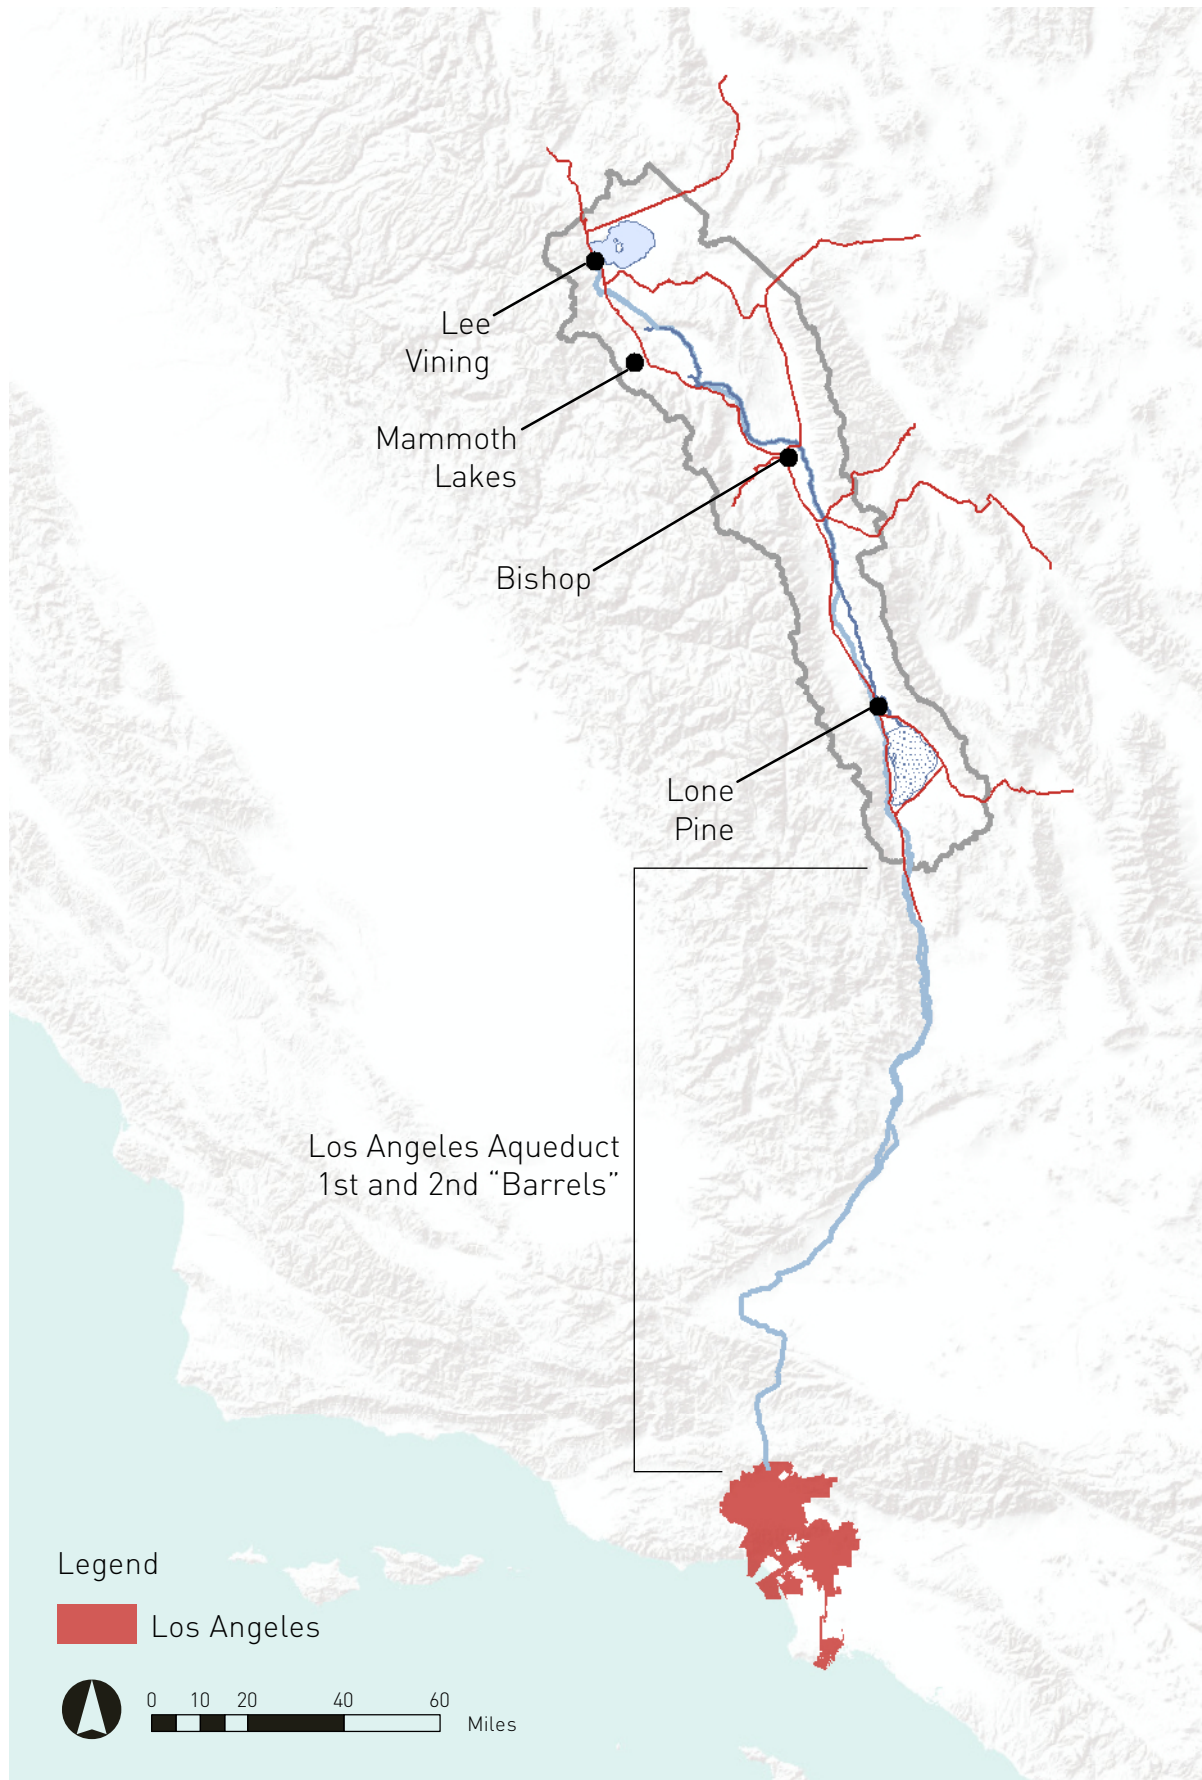 Lee
Vining
Mammoth
Lakes
Bishop
Lone
Pine
Los Angeles Aqueduct
1st and 2nd “Barrels”
Legend
Los Angeles
0 10 20 40 60
Miles